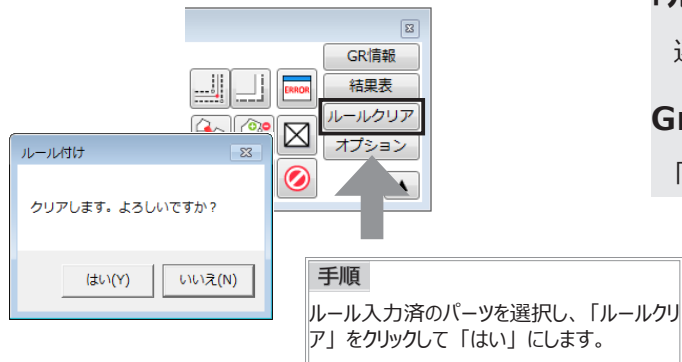 GR情報
結果表
ERROR
ルールクリア
オプション
ルール付け
クリアします。よろしいですか？
はい(Y)
いいえ(N)
手順
ルール入力済のパーツを選択し、「ルールクリ
ア」をクリックして「はい」にします。